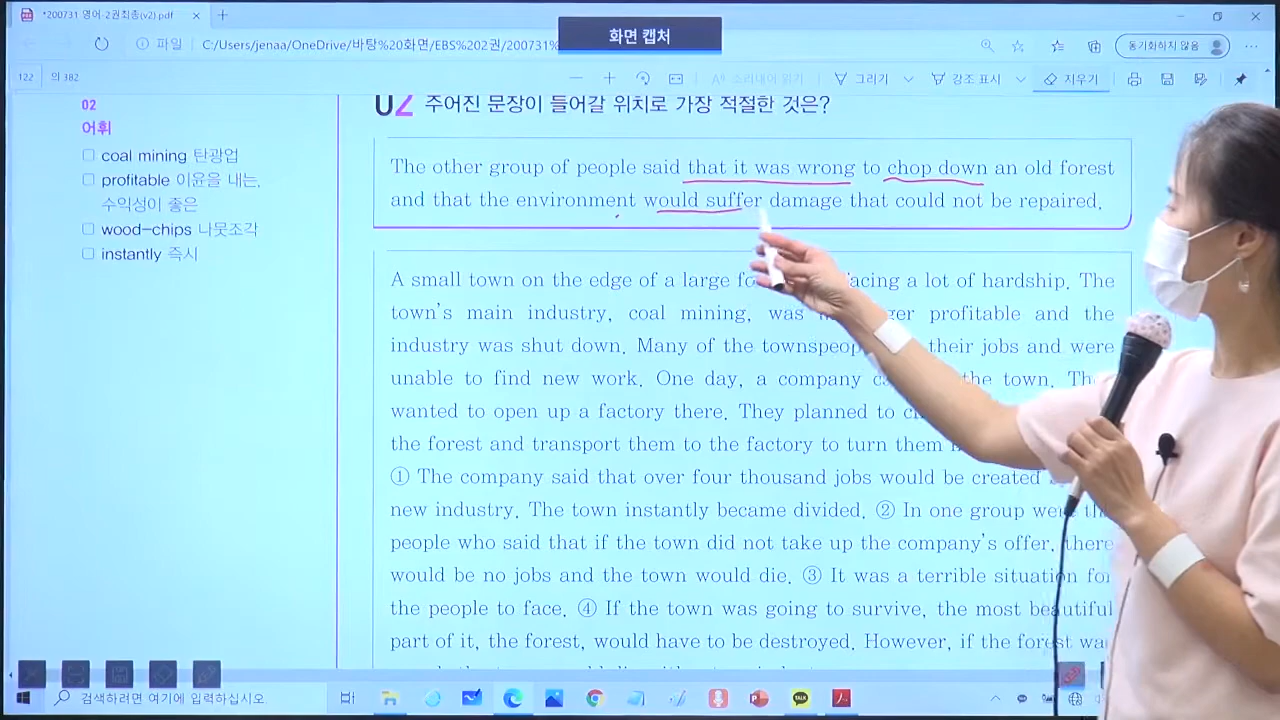 *200731 영어-2권최종(v2).pdf
화면 캡처
파일
C:/Users/jenaa/OneDrive/바탕%20화면/EBS%202권/200731%
동기화하지 않음
122 의 382
소리내어 읽기
그리기
강조 표시
지우기
02
어휘
coal mining 탄광업
profitable 이윤을 내는,
수익성이 좋은
wood-chips 나뭇조각
instantly 즉시
02 주어진 문장이 들어갈 위치로 가장 적절한 것은?
The other group of people said that it was wrong to chop down an old forest
and that the environment would suffer damage that could not be repaired.
A small town on the edge of a large acing a lot of hardship. The
town's main industry, coal mining, was profitable and the
industry was shut down. Many of the their jobs and were
unable to find new work. One day, a company the town.
wanted to open up a factory there. They planned to
the forest and transport them to the factory to turn them
① The company said that over four thousand jobs would be created
new industry. The town instantly became divided. ② In one group
people who said that if the town did not take up the company's offer, there
would be no jobs and the town would die. ③ It was a terrible situation for
the people to face. ④ If the town was going to survive, the most beautiful
part of it, the forest, would have to be destroyed. However, if the forest
검색하려면 여기에 입력하십시오.